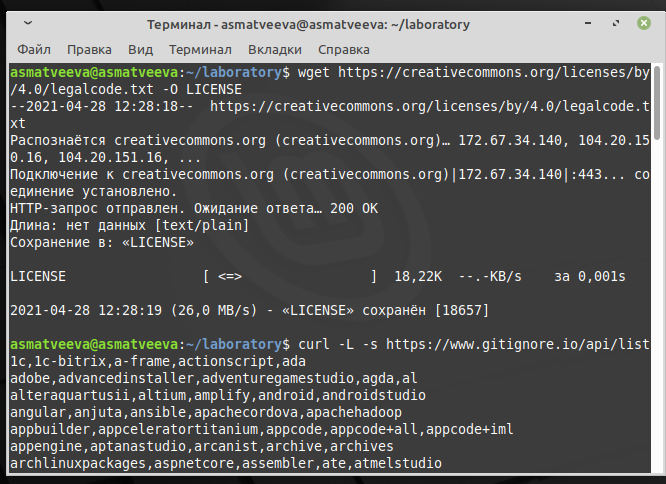 Терминал - asmatveeva@asmatveeva: ~/laboratory
Файл Правка Вид Терминал Вкладки Справка
asmatveeva@asmatveeva:~/laboratory$ wget https://creativecommons.org/licenses/by
/4.0/legalcode.txt -O LICENSE
--2021-04-28 12:28:18--  https://creativecommons.org/licenses/by/4.0/legalcode.t
xt
Распознаётся creativecommons.org (creativecommons.org)… 172.67.34.140, 104.20.15
0.16, 104.20.151.16, ...
Подключение к creativecommons.org (creativecommons.org)|172.67.34.140|:443... со
единение установлено.
HTTP-запрос отправлен. Ожидание ответа… 200 OK
Длина: нет данных [text/plain]
Сохранение в: «LICENSE»
LICENSE                 [ <=>                ]  18,22K  --.-KB/s    за 0,001s
2021-04-28 12:28:19 (26,0 MB/s) - «LICENSE» сохранён [18657]
asmatveeva@asmatveeva:~/laboratory$ curl -L -s https://www.gitignore.io/api/list
1c,1c-bitrix,a-frame,actionscript,ada
adobe,advancedinstaller,adventuregamestudio,agda,al
alteraquartusii,altium,amplify,android,androidstudio
angular,anjuta,ansible,apachecordova,apachehadoop
appbuilder,appceleratortitanium,appcode,appcode+all,appcode+iml
appengine,aptanastudio,arcanist,archive,archives
archlinuxpackages,aspnetcore,assembler,ate,atmelstudio